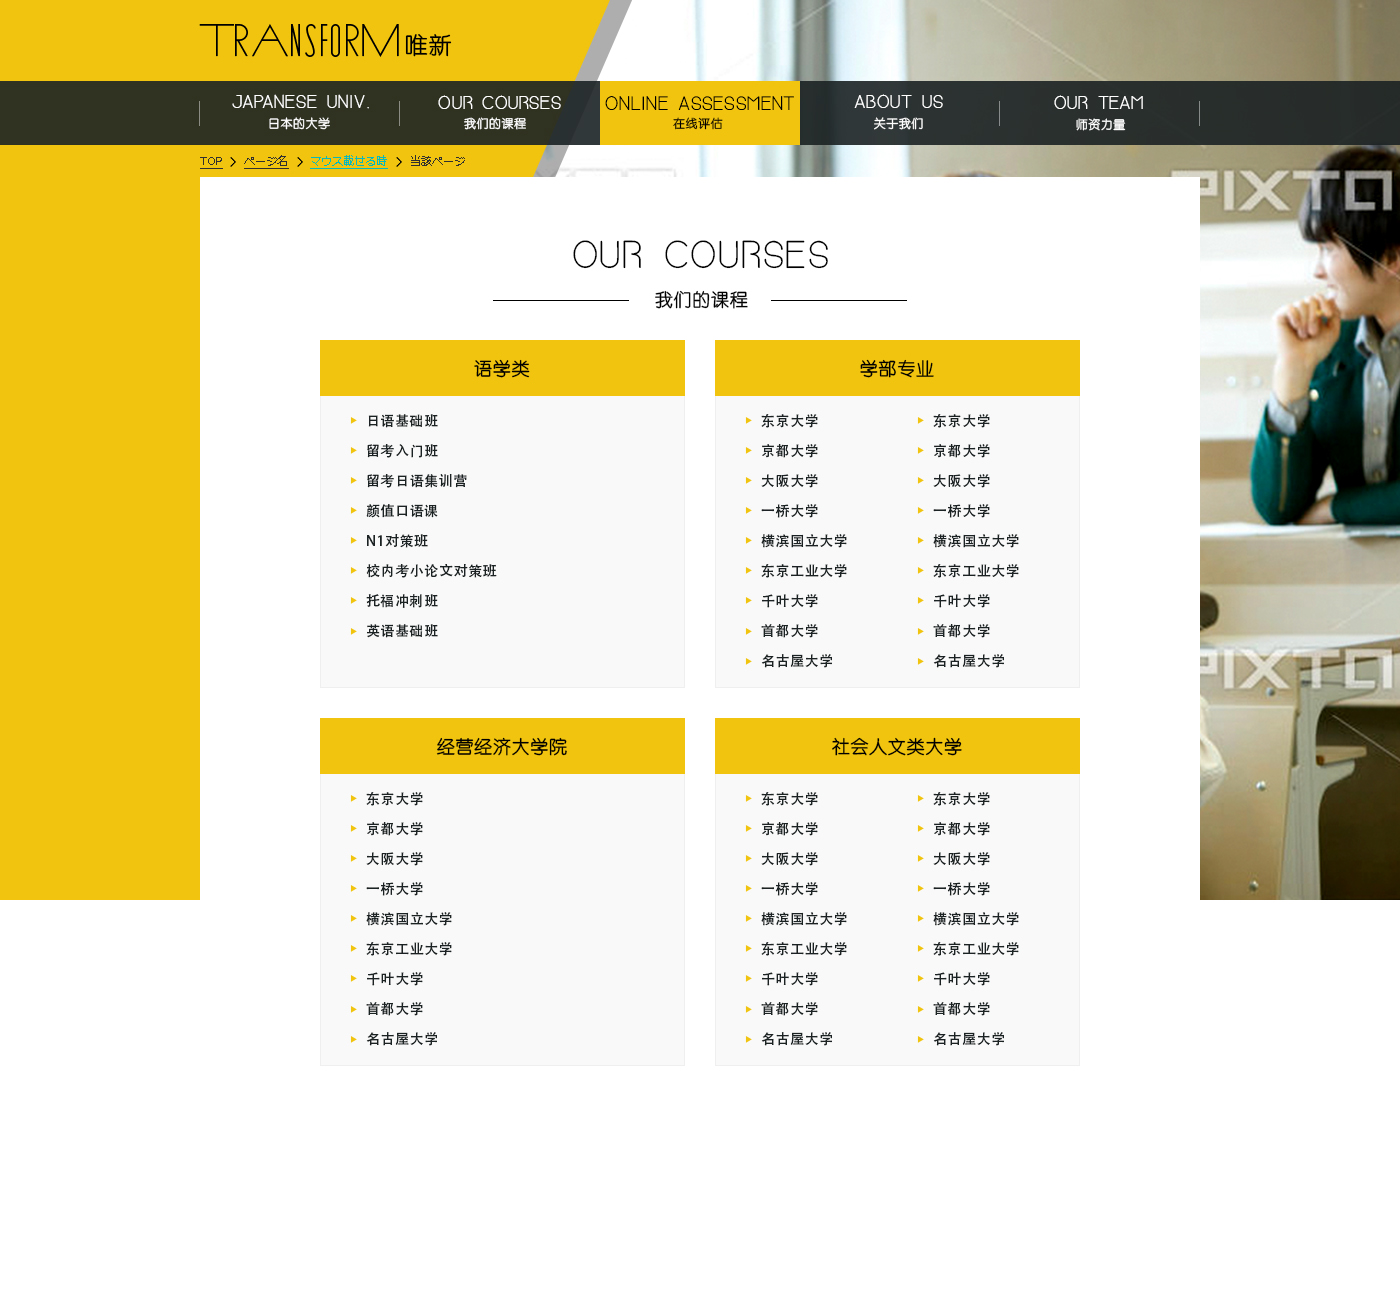 TRANSFORM 唯新
JAPANESE UNIV.
日本的大学
OUR COURSES
我们的课程
ONLINE ASSESSMENT
在线评估
ABOUT US
关于我们
OUR TEAM
师资力量
TOP > ページ名 > マウス載せる時 > 当該ページ
PIXTA
OUR COURSES
我们的课程
语学类
日语基础班
留考入门班
留考日语集训营
颜值口语课
N1对策班
校内考小论文对策班
托福冲刺班
英语基础班
学部专业
东京大学 东京大学
京都大学 京都大学
大阪大学 大阪大学
一桥大学 一桥大学
横滨国立大学 横滨国立大学
东京工业大学 东京工业大学
千叶大学 千叶大学
首都大学 首都大学
名古屋大学 名古屋大学
PIXTA
经营经济大学院
东京大学
京都大学
大阪大学
一桥大学
横滨国立大学
东京工业大学
千叶大学
首都大学
名古屋大学
社会人文类大学
东京大学 东京大学
京都大学 京都大学
大阪大学 大阪大学
一桥大学 一桥大学
横滨国立大学 横滨国立大学
东京工业大学 东京工业大学
千叶大学 千叶大学
首都大学 首都大学
名古屋大学 名古屋大学